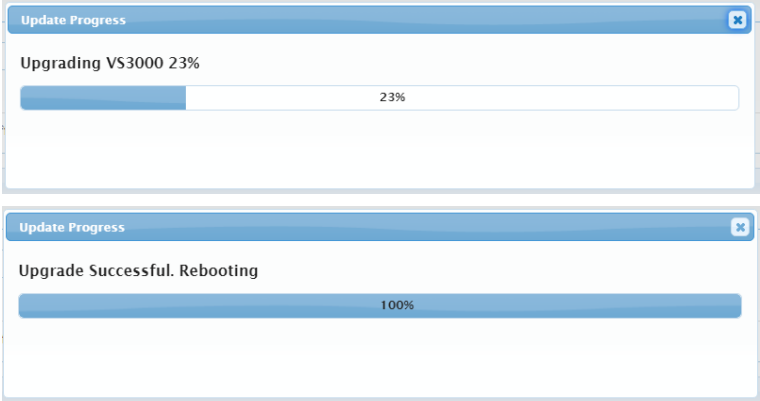 Update Progress
Upgrading VS3000 23%
23%
Update Progress
Upgrade Successful. Rebooting
100%